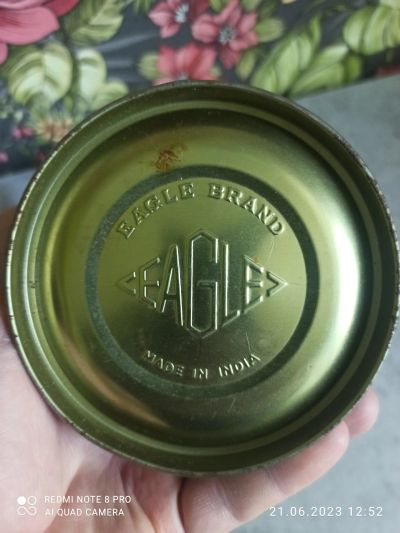 EAGLE BRAND
EAGLE
MADE IN INDIA
REDMI NOTE 8 PRO
AI QUAD CAMERA
21.06.2023 12:52